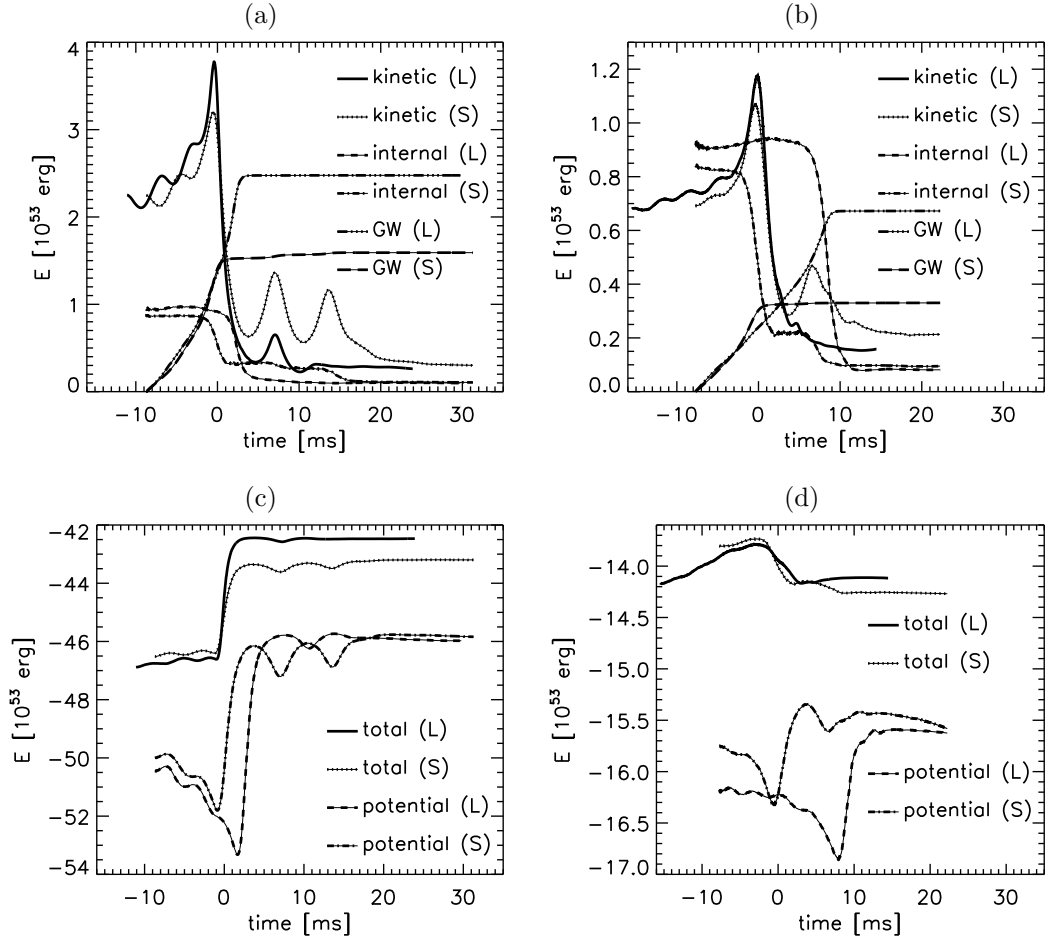 (a)
4
3
2
1
0
E [10^53 erg]
kinetic (L)
kinetic (S)
internal (L)
internal (S)
GW (L)
GW (S)
−10 0 10 20 30
time [ms]
(b)
1.2
1.0
0.8
0.6
0.4
0.2
0.0
E [10^53 erg]
kinetic (L)
kinetic (S)
internal (L)
internal (S)
GW (L)
GW (S)
−10 0 10 20 30
time [ms]
(c)
−42
−44
−46
−48
−50
−52
−54
E [10^53 erg]
total (L)
total (S)
potential (L)
potential (S)
−10 0 10 20 30
time [ms]
(d)
−14.0
−14.5
−15.0
−15.5
−16.0
−16.5
−17.0
E [10^53 erg]
total (L)
total (S)
potential (L)
potential (S)
−10 0 10 20 30
time [ms]